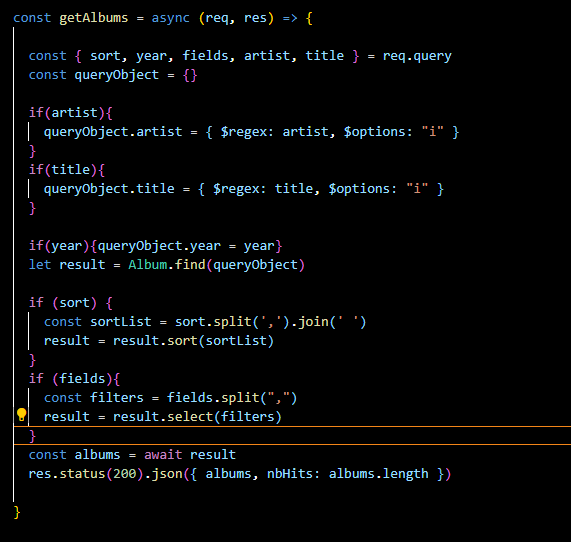 const getAlbums = async (req, res) => {
const { sort, year, fields, artist, title } = req.query
const queryObject = {}
if(artist){
queryObject.artist = { $regex: artist, $options: "i" }
}
if(title){
queryObject.title = { $regex: title, $options: "i" }
}
if(year){queryObject.year = year}
let result = Album.find(queryObject)
if (sort) {
const sortList = sort.split(',').join(' ')
result = result.sort(sortList)
}
if (fields){
const filters = fields.split(",")
result = result.select(filters)
}
const albums = await result
res.status(200).json({ albums, nbHits: albums.length })
}